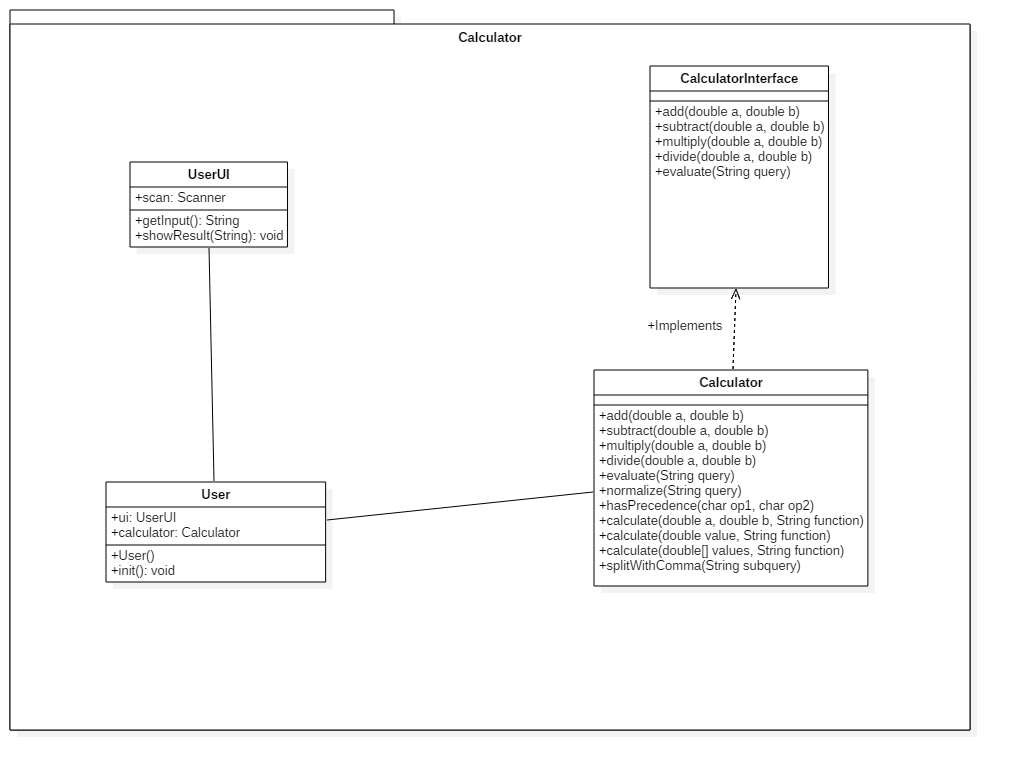 Calculator
CalculatorInterface
+add(double a, double b)
+subtract(double a, double b)
+multiply(double a, double b)
+divide(double a, double b)
+evaluate(String query)
UserUI
+scan: Scanner
+getInput(): String
+showResult(String): void
+Implements
Calculator
+add(double a, double b)
+subtract(double a, double b)
+multiply(double a, double b)
+divide(double a, double b)
+evaluate(String query)
+normalize(String query)
+hasPrecedence(char op1, char op2)
+calculate(double a, double b, String function)
+calculate(double value, String function)
+calculate(double[] values, String function)
+splitWithComma(String subquery)
User
+ui: UserUI
+calculator: Calculator
+User()
+init(): void